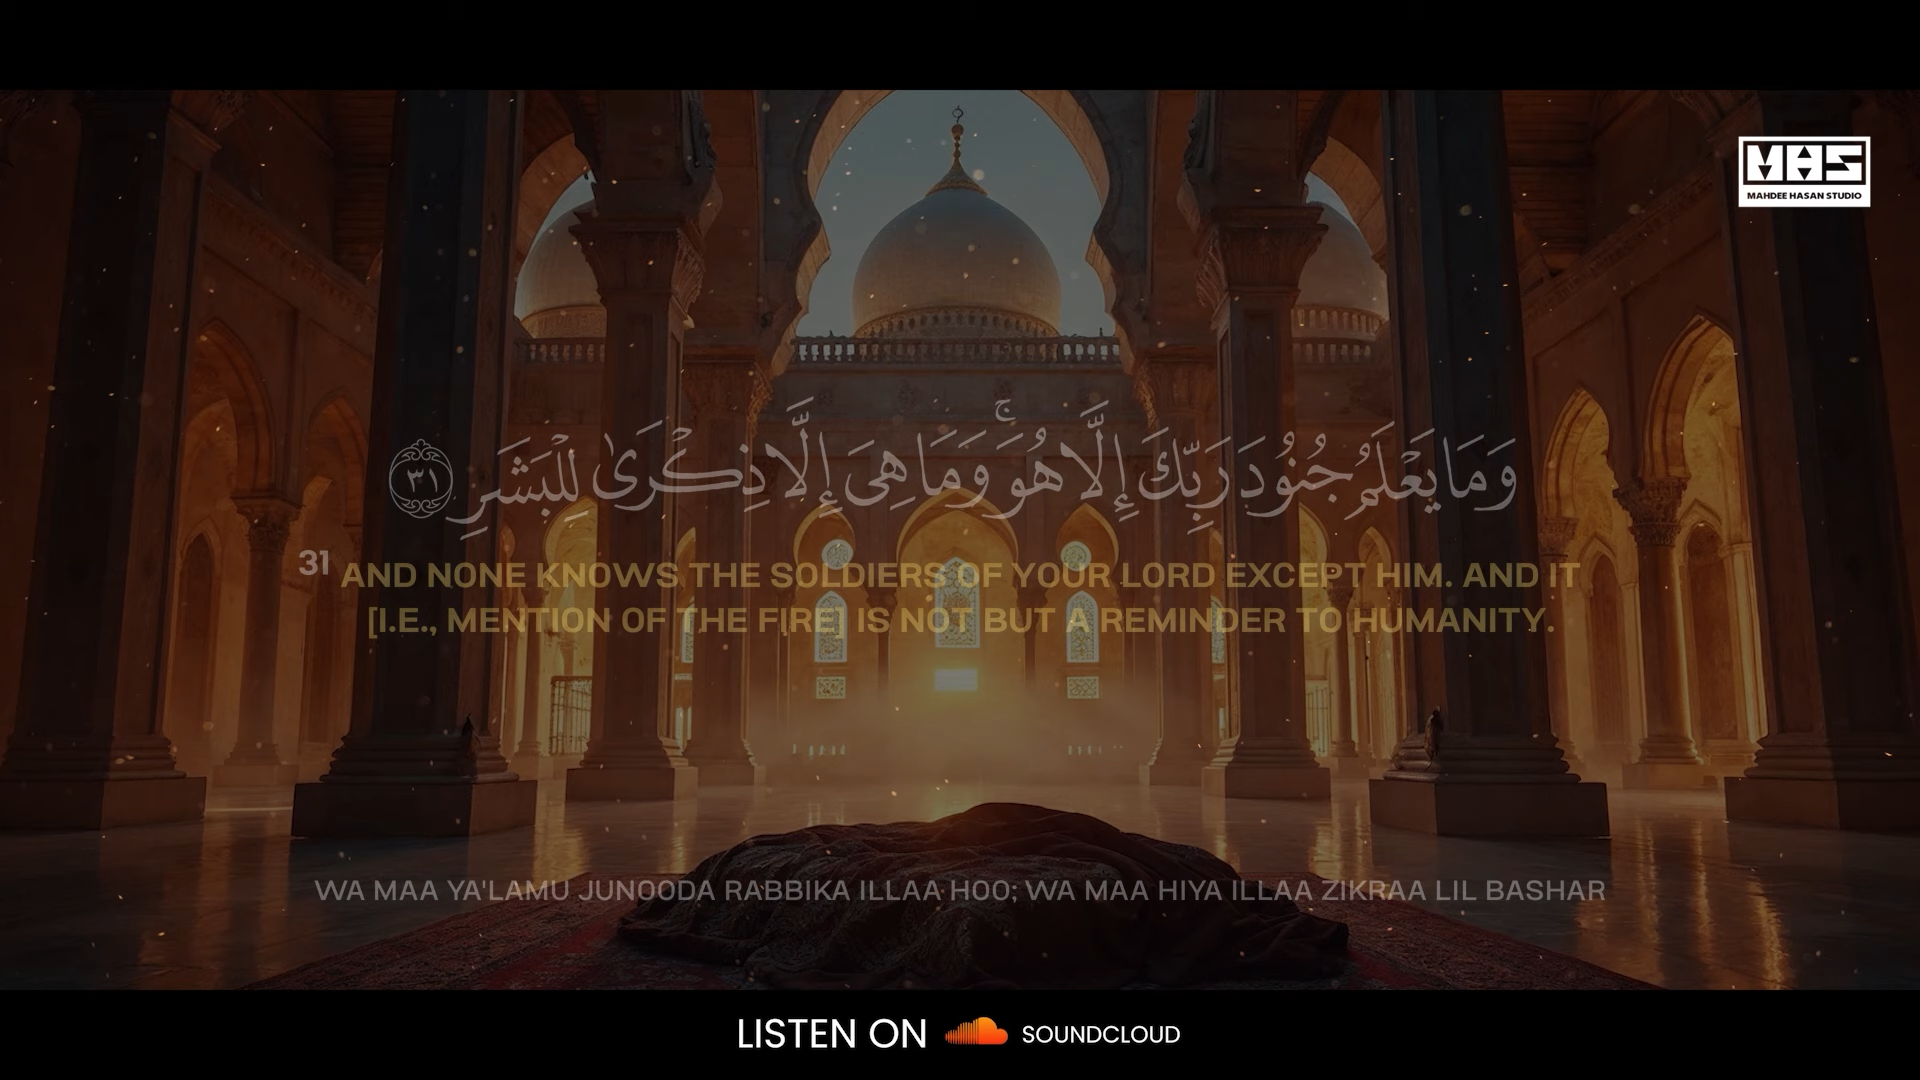 MHS
MAHDEE HASAN STUDIO
وَمَا يَعْلَمُ جُنُودَ رَبِّكَ إِلَّا هُوَ ۚ وَمَا هِىَ إِلَّا ذِكْرَىٰ لِلْبَشَرِ ٣١
31 AND NONE KNOWS THE SOLDIERS OF YOUR LORD EXCEPT HIM. AND IT
[I.E., MENTION OF THE FIRE] IS NOT BUT A REMINDER TO HUMANITY.
WA MAA YA'LAMU JUNOODA RABBIKA ILLAA HOO; WA MAA HIYA ILLAA ZIKRAA LIL BASHAR
LISTEN ON SOUNDCLOUD